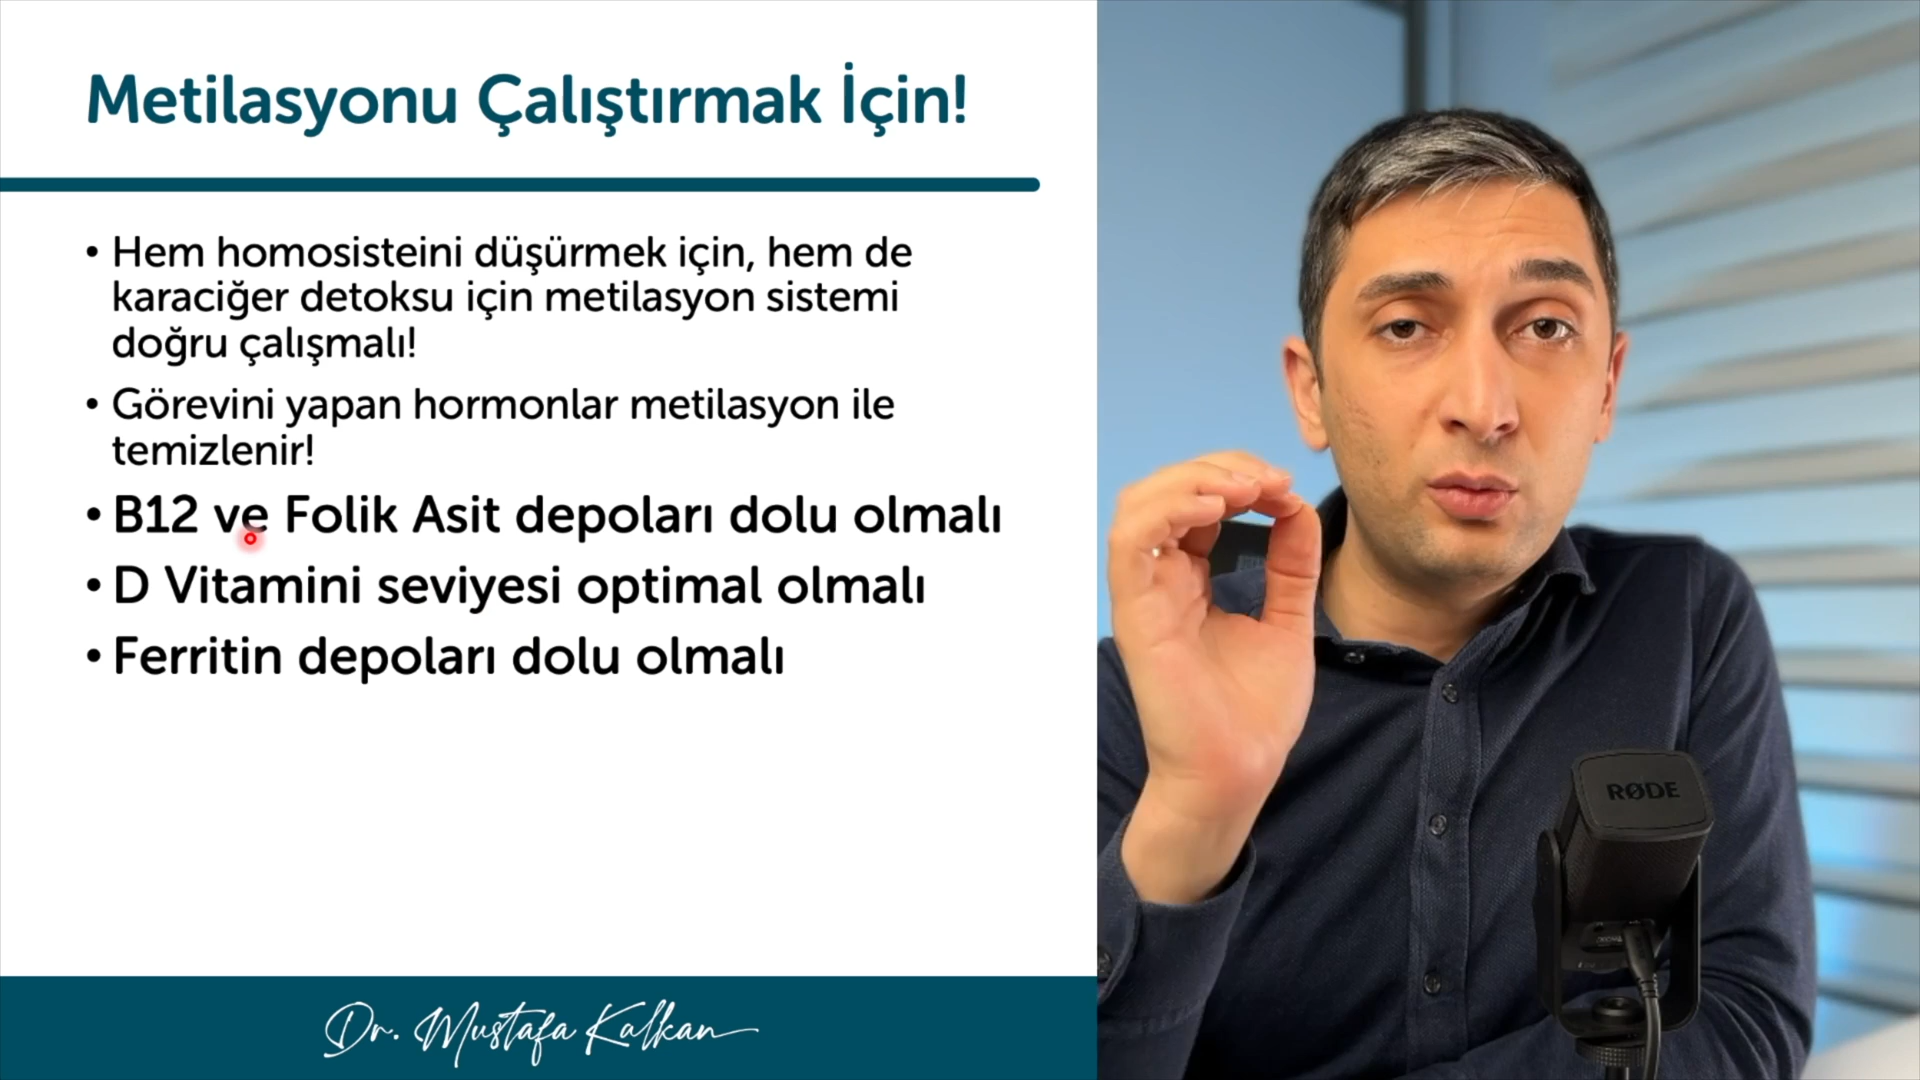 Metilasyonu Çalıştırmak İçin!
• Hem homosisteini düşürmek için, hem de
karaciğer detoksu için metilasyon sistemi
doğru çalışmalı!
• Görevini yapan hormonlar metilasyon ile
temizlenir!
• B12 ve Folik Asit depoları dolu olmalı
• D Vitamini seviyesi optimal olmalı
• Ferritin depoları dolu olmalı
RØDE
Dr. Mustafa Kalkan